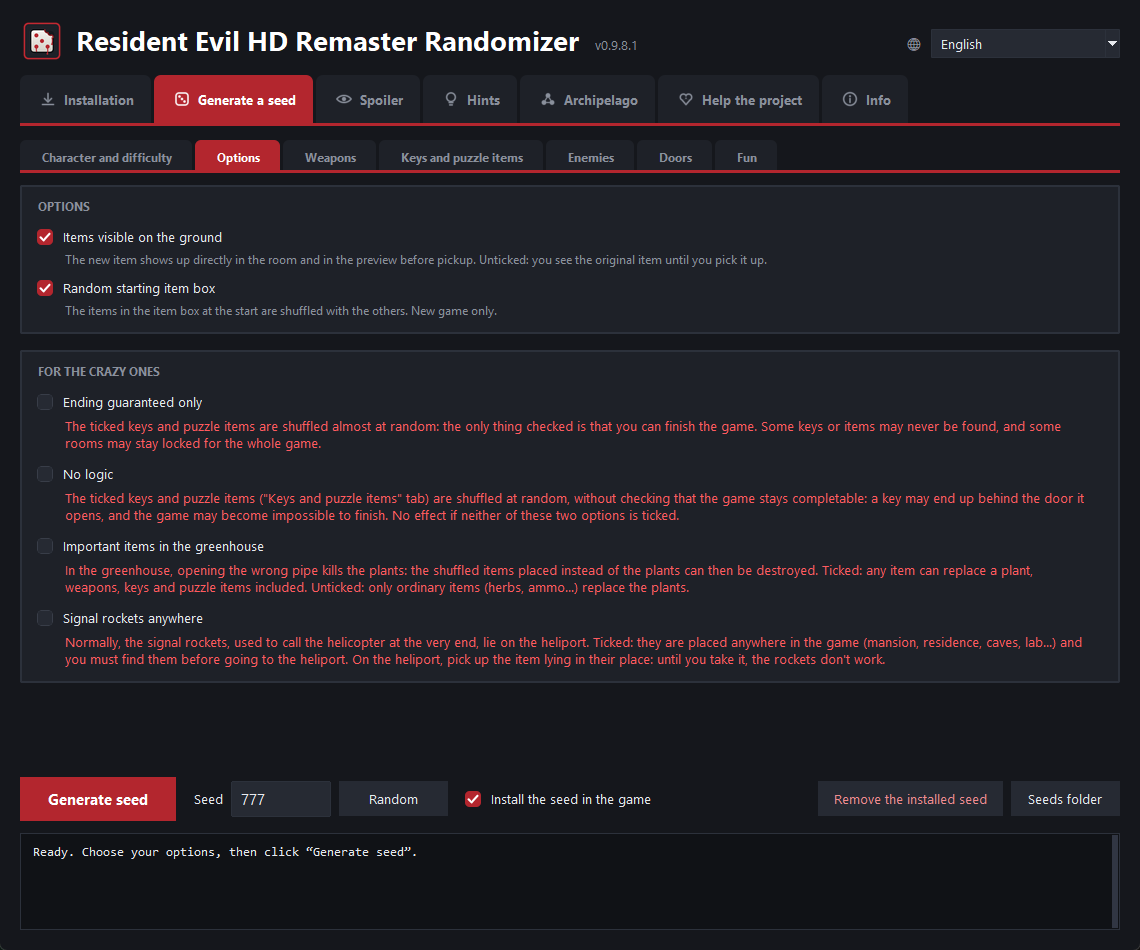 Resident Evil HD Remaster Randomizer v0.9.8.1
English
Installation
Generate a seed
Spoiler
Hints
Archipelago
Help the project
Info
Character and difficulty
Options
Weapons
Keys and puzzle items
Enemies
Doors
Fun
OPTIONS
Items visible on the ground
The new item shows up directly in the room and in the preview before pickup. Unticked: you see the original item until you pick it up.
Random starting item box
The items in the item box at the start are shuffled with the others. New game only.
FOR THE CRAZY ONES
Ending guaranteed only
The ticked keys and puzzle items are shuffled almost at random: the only thing checked is that you can finish the game. Some keys or items may never be found, and some
rooms may stay locked for the whole game.
No logic
The ticked keys and puzzle items ("Keys and puzzle items" tab) are shuffled at random, without checking that the game stays completable: a key may end up behind the door it
opens, and the game may become impossible to finish. No effect if neither of these two options is ticked.
Important items in the greenhouse
In the greenhouse, opening the wrong pipe kills the plants: the shuffled items placed instead of the plants can then be destroyed. Ticked: any item can replace a plant,
weapons, keys and puzzle items included. Unticked: only ordinary items (herbs, ammo...) replace the plants.
Signal rockets anywhere
Normally, the signal rockets, used to call the helicopter at the very end, lie on the heliport. Ticked: they are placed anywhere in the game (mansion, residence, caves, lab...) and
you must find them before going to the heliport. On the heliport, pick up the item lying in their place: until you take it, the rockets don't work.
Generate seed
Seed
777
Random
Install the seed in the game
Remove the installed seed
Seeds folder
Ready. Choose your options, then click “Generate seed”.